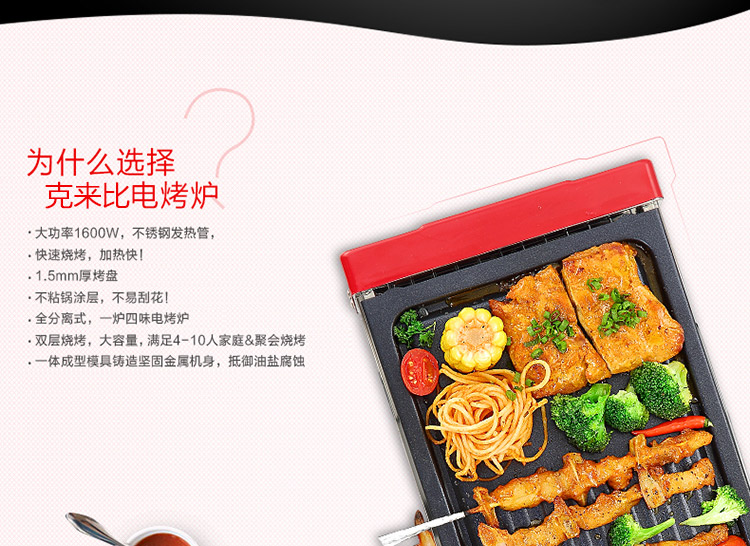 ?
为什么选择
克来比电烤炉
·大功率1600W，不锈钢发热管，
·快速烧烤，加热快！
·1.5mm厚烤盘
·不粘锅涂层，不易刮花！
·全分离式，一炉四味电烤炉
·双层烧烤，大容量，满足4-10人家庭&聚会烧烤
·一体成型模具铸造坚固金属机身，抵御油盐腐蚀